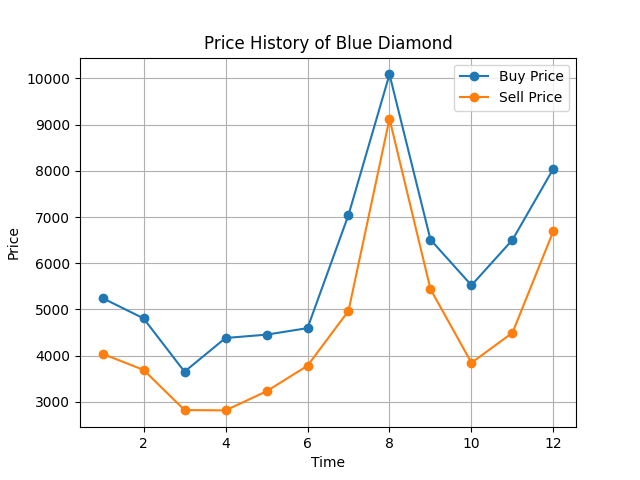 Price History of Blue Diamond
Buy Price
Sell Price
10000
9000
8000
7000
6000
5000
4000
3000
Price
2 4 6 8 10 12
Time